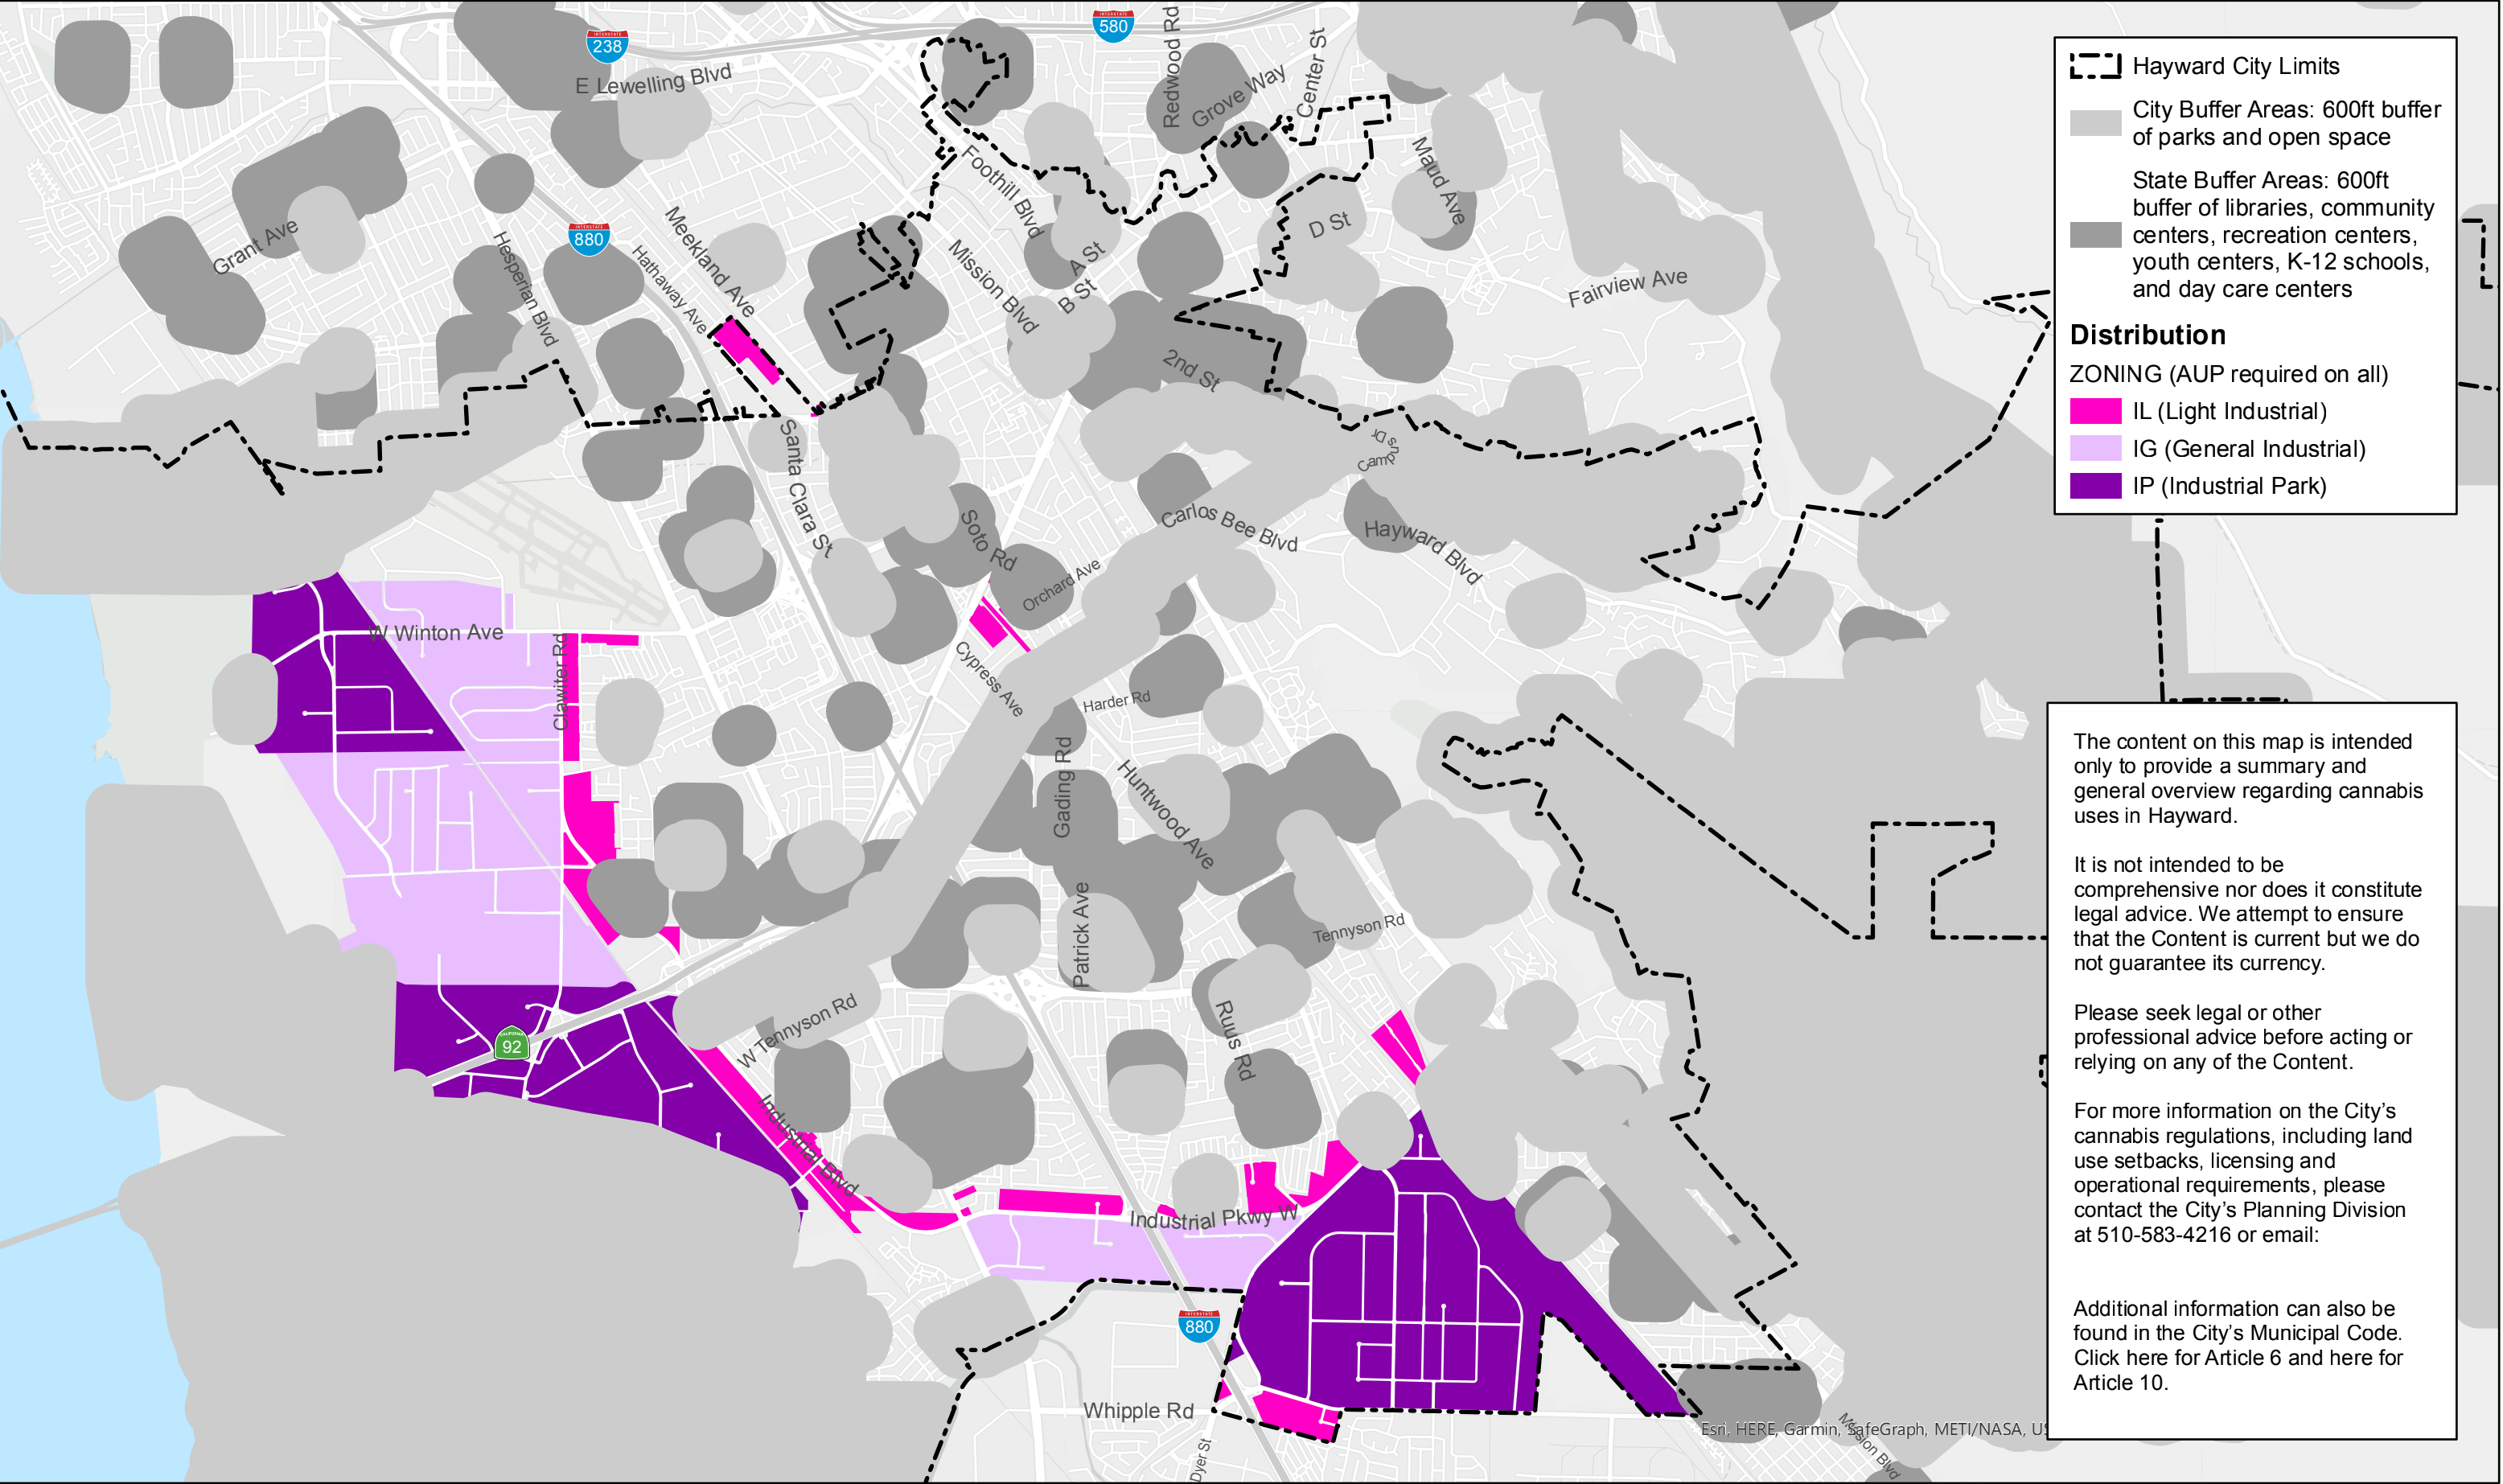 INTERSTATE
238
INTERSTATE
580
Redwood Rd
Center St
E Lewelling Blvd
Grove Way
Foothill Blvd
Maud Ave
Grant Ave
Hesperian Blvd
INTERSTATE
880
Hathaway Ave
Meekland Ave
Mission Blvd
A St
B St
D St
Fairview Ave
2nd St
Santa Clara St
Campus Dr
Soto Rd
Orchard Ave
Carlos Bee Blvd
Hayward Blvd
W Winton Ave
Clawiter Rd
Cypress Ave
Harder Rd
Gading Rd
Huntwood Ave
Patrick Ave
Tennyson Rd
Ruus Rd
W Tennyson Rd
CALIFORNIA
92
Industrial Blvd
Industrial Pkwy W
INTERSTATE
880
Whipple Rd
Dyer St
Mission Blvd
Esri, HERE, Garmin, SafeGraph, METI/NASA, US
Hayward City Limits
City Buffer Areas: 600ft buffer
of parks and open space
State Buffer Areas: 600ft
buffer of libraries, community
centers, recreation centers,
youth centers, K-12 schools,
and day care centers
Distribution
ZONING (AUP required on all)
IL (Light Industrial)
IG (General Industrial)
IP (Industrial Park)
The content on this map is intended
only to provide a summary and
general overview regarding cannabis
uses in Hayward.
It is not intended to be
comprehensive nor does it constitute
legal advice. We attempt to ensure
that the Content is current but we do
not guarantee its currency.
Please seek legal or other
professional advice before acting or
relying on any of the Content.
For more information on the City's
cannabis regulations, including land
use setbacks, licensing and
operational requirements, please
contact the City's Planning Division
at 510-583-4216 or email:
Additional information can also be
found in the City's Municipal Code.
Click here for Article 6 and here for
Article 10.